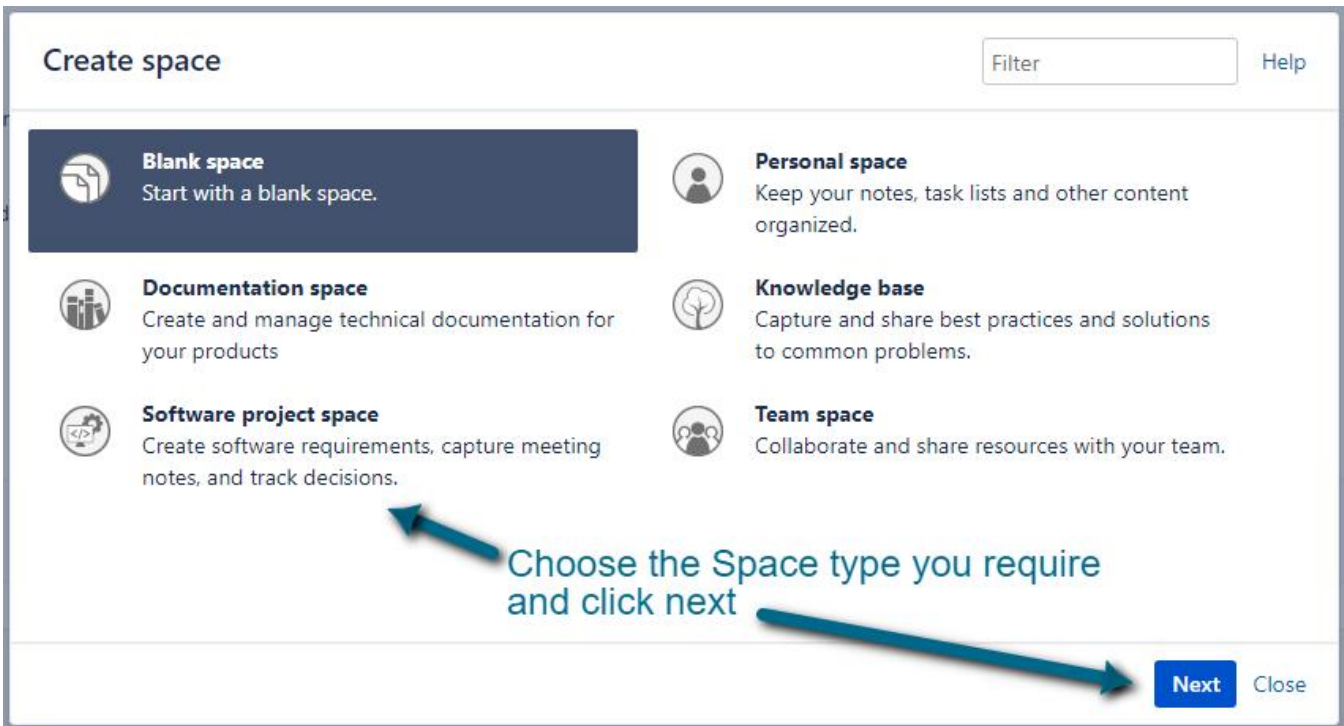 Create space
Filter
Help
Blank space
Start with a blank space.
Personal space
Keep your notes, task lists and other content
organized.
Documentation space
Create and manage technical documentation for
your products
Knowledge base
Capture and share best practices and solutions
to common problems.
Software project space
Create software requirements, capture meeting
notes, and track decisions.
Team space
Collaborate and share resources with your team.
Choose the Space type you require
and click next
Next
Close